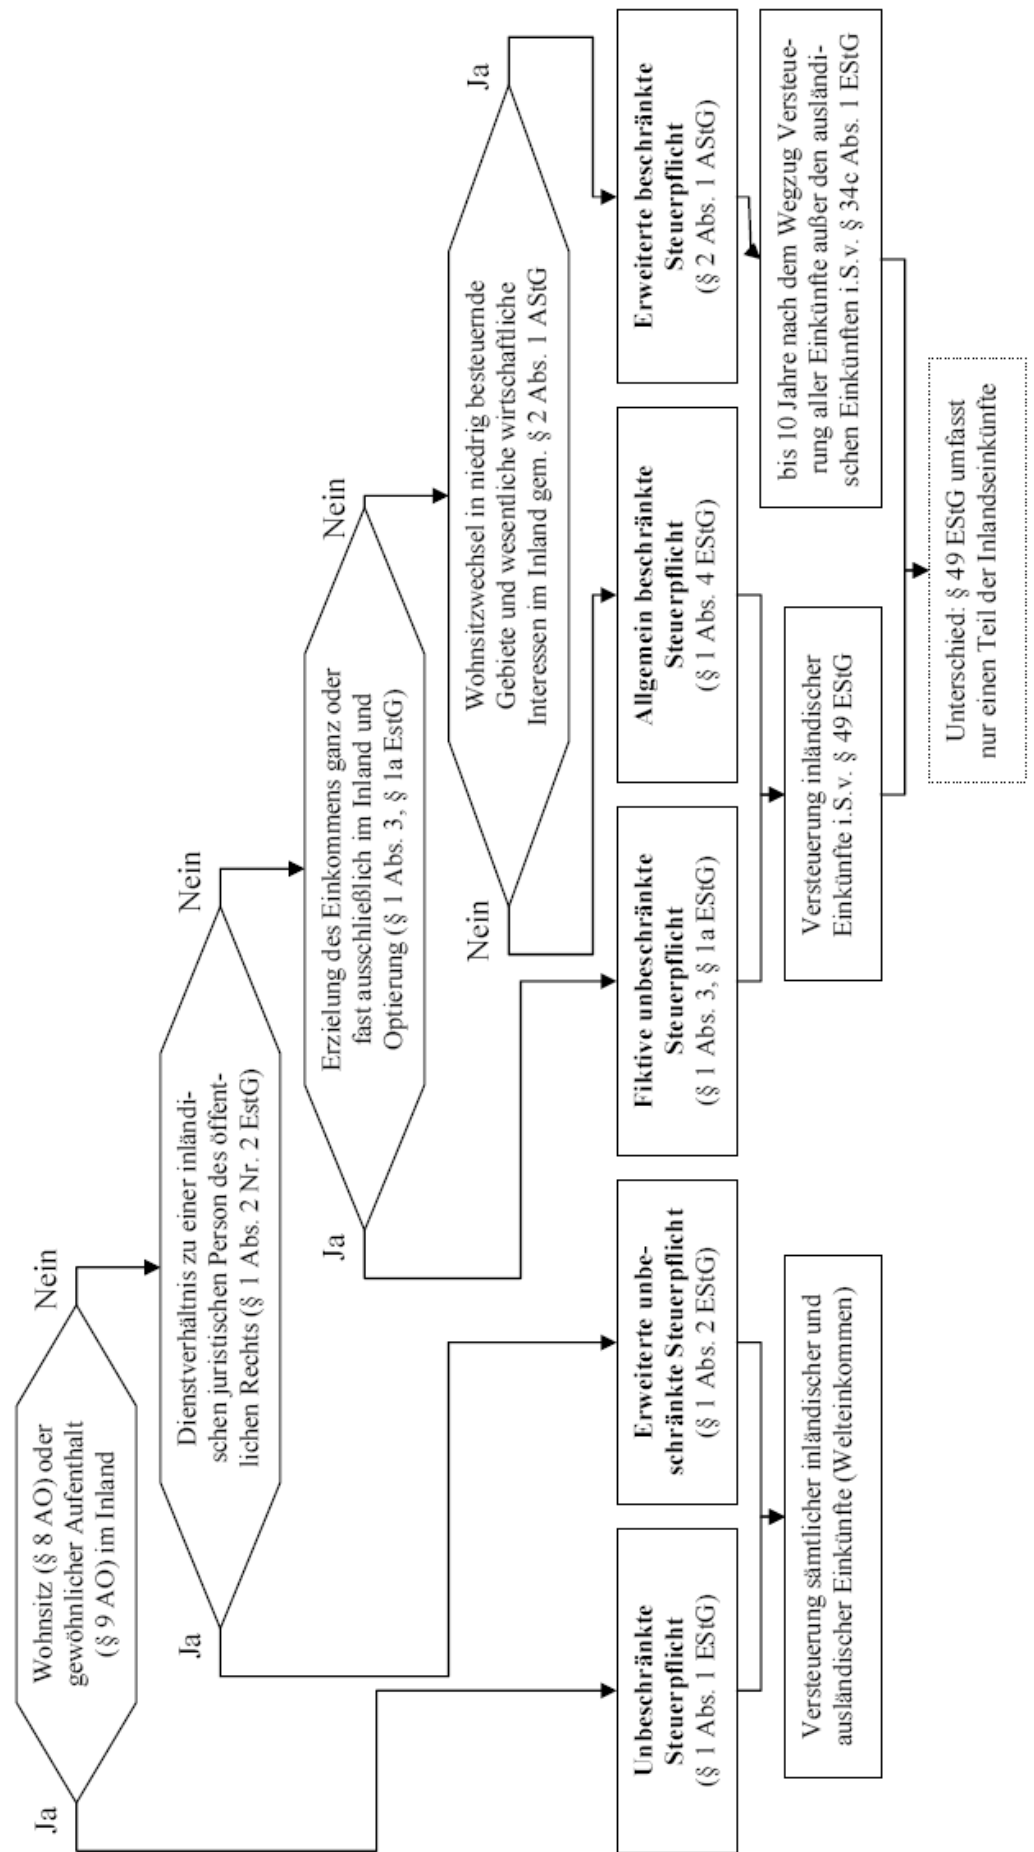 Wohnsitz (§ 8 AO) oder
gewöhnlicher Aufenthalt
(§ 9 AO) im Inland
Ja
Nein
Dienstverhältnis zu einer inländi-
schen juristischen Person des öffent-
lichen Rechts (§ 1 Abs. 2 Nr. 2 EstG)
Ja
Nein
Erzielung des Einkommens ganz oder
fast ausschließlich im Inland und
Optierung (§ 1 Abs. 3, § 1a EstG)
Ja
Nein
Wohnsitzwechsel in niedrig besteuernde
Gebiete und wesentliche wirtschaftliche
Interessen im Inland gem. § 2 Abs. 1 AStG
Nein
Ja
Unbeschränkte
Steuerpflicht
(§ 1 Abs. 1 EStG)
Erweiterte unbe-
schränkte Steuerpflicht
(§ 1 Abs. 2 EStG)
Fiktive unbeschränkte
Steuerpflicht
(§ 1 Abs. 3, § 1a EStG)
Allgemein beschränkte
Steuerpflicht
(§ 1 Abs. 4 EStG)
Erweiterte beschränkte
Steuerpflicht
(§ 2 Abs. 1 AStG)
Versteuerung sämtlicher inländischer und
ausländischer Einkünfte (Welteinkommen)
Versteuerung inländischer
Einkünfte i.S.v. § 49 EStG
bis 10 Jahre nach dem Wegzug Versteue-
rung aller Einkünfte außer den ausländi-
schen Einkünften i.S.v. § 34c Abs. 1 EStG
Unterschied: § 49 EStG umfasst
nur einen Teil der Inlandseinkünfte